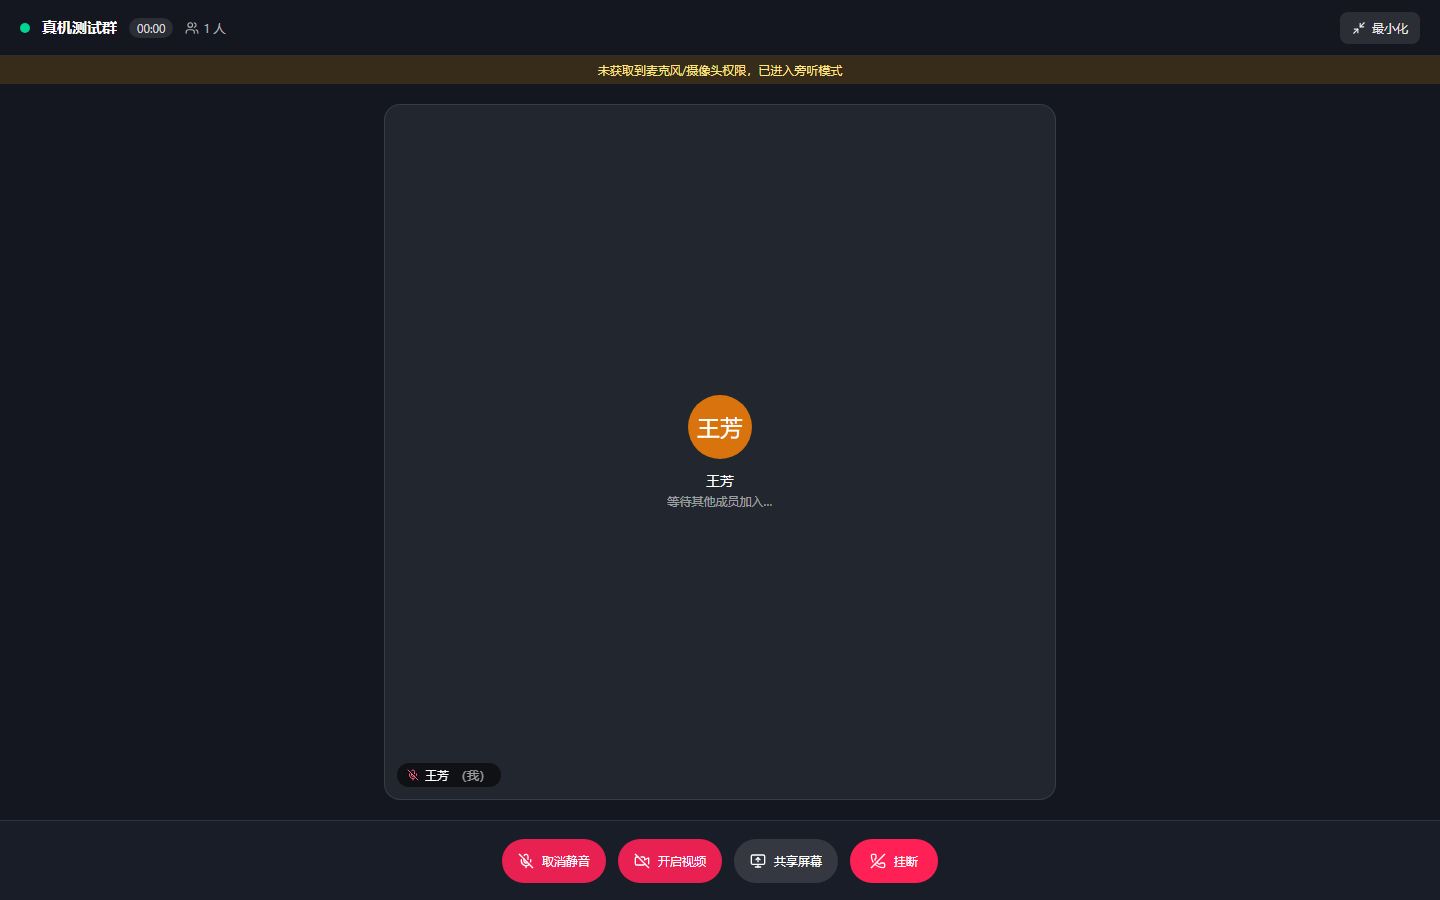 真机测试群 00:00 1 人 最小化
未获取到麦克风/摄像头权限，已进入旁听模式
王芳
王芳
等待其他成员加入...
王芳 （我）
取消静音 开启视频 共享屏幕 挂断